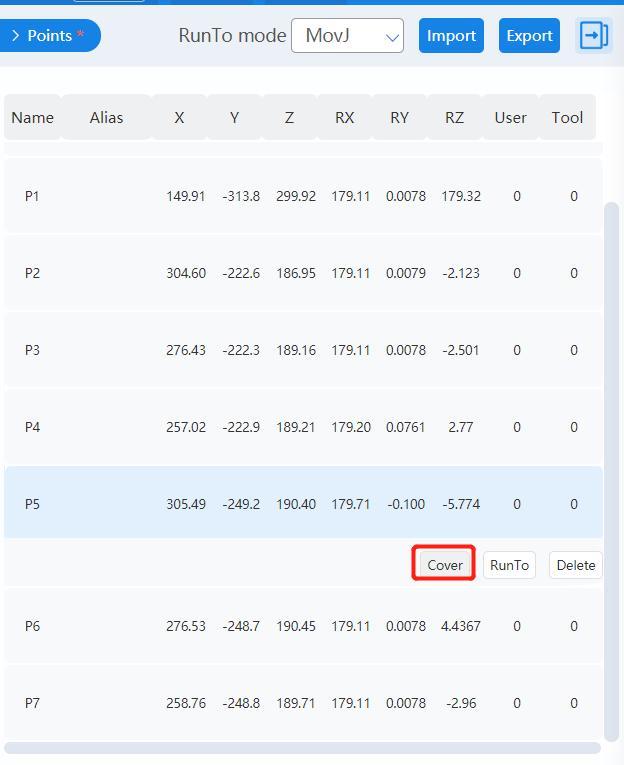 Points * RunTo mode MovJ Import Export
Name Alias X Y Z RX RY RZ User Tool
P1 149.91 -313.8 299.92 179.11 0.0078 179.32 0 0
P2 304.60 -222.6 186.95 179.11 0.0079 -2.123 0 0
P3 276.43 -222.3 189.16 179.11 0.0078 -2.501 0 0
P4 257.02 -222.9 189.21 179.20 0.0761 2.77 0 0
P5 305.49 -249.2 190.40 179.71 -0.100 -5.774 0 0
Cover RunTo Delete
P6 276.53 -248.7 190.45 179.11 0.0078 4.4367 0 0
P7 258.76 -248.8 189.71 179.11 0.0078 -2.96 0 0